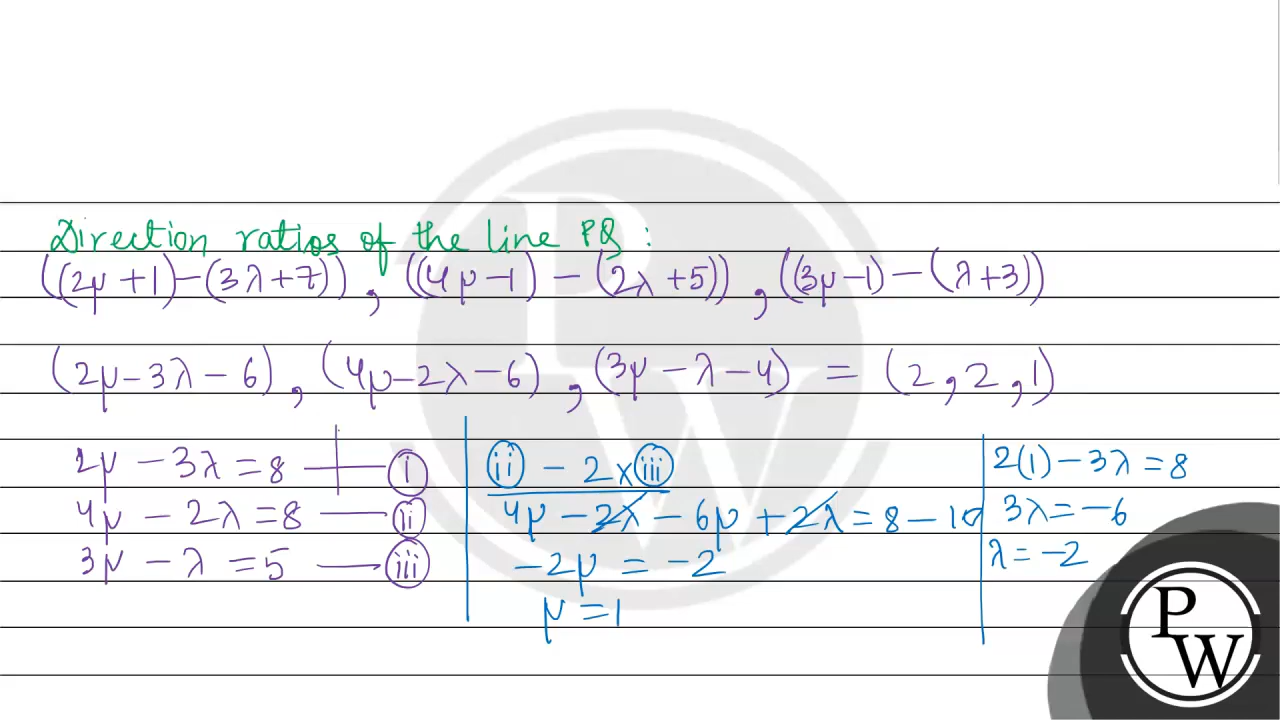 Direction ratios of the line PQ :
((2μ+1)-(3λ+7)), ((4μ-1)-(2λ+5)), ((3μ-1)-(λ+3))
(2μ-3λ-6), (4μ-2λ-6), (3μ-λ-4) = (2,2,1)
2μ-3λ=8 — (i)
4μ-2λ=8 — (ii)
3μ-λ=5 — (iii)
(ii) - 2×(iii)
4μ-2λ-6μ+2λ=8-10
-2μ=-2
μ=1
2(1)-3λ=8
3λ=-6
λ=-2
P
W
P
W